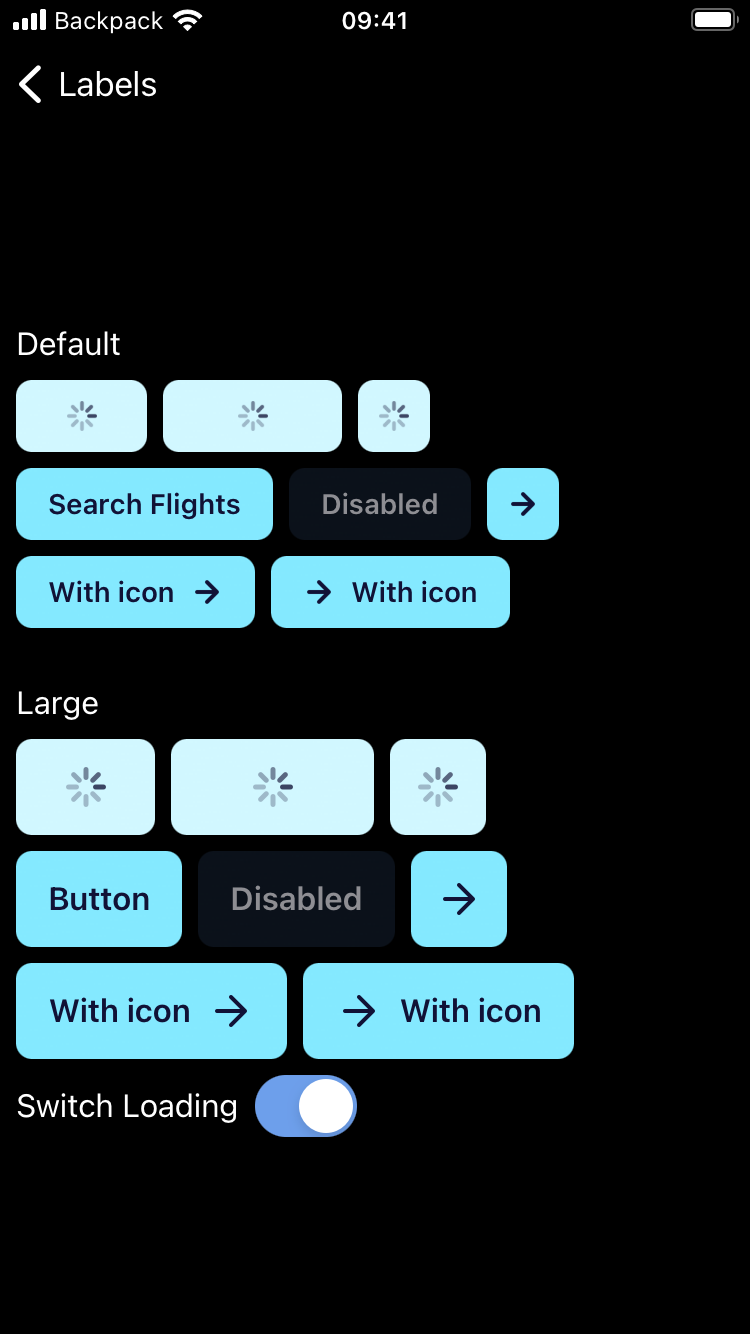 Backpack 09:41
Labels
Default
Search Flights Disabled
With icon With icon
Large
Button Disabled
With icon With icon
Switch Loading